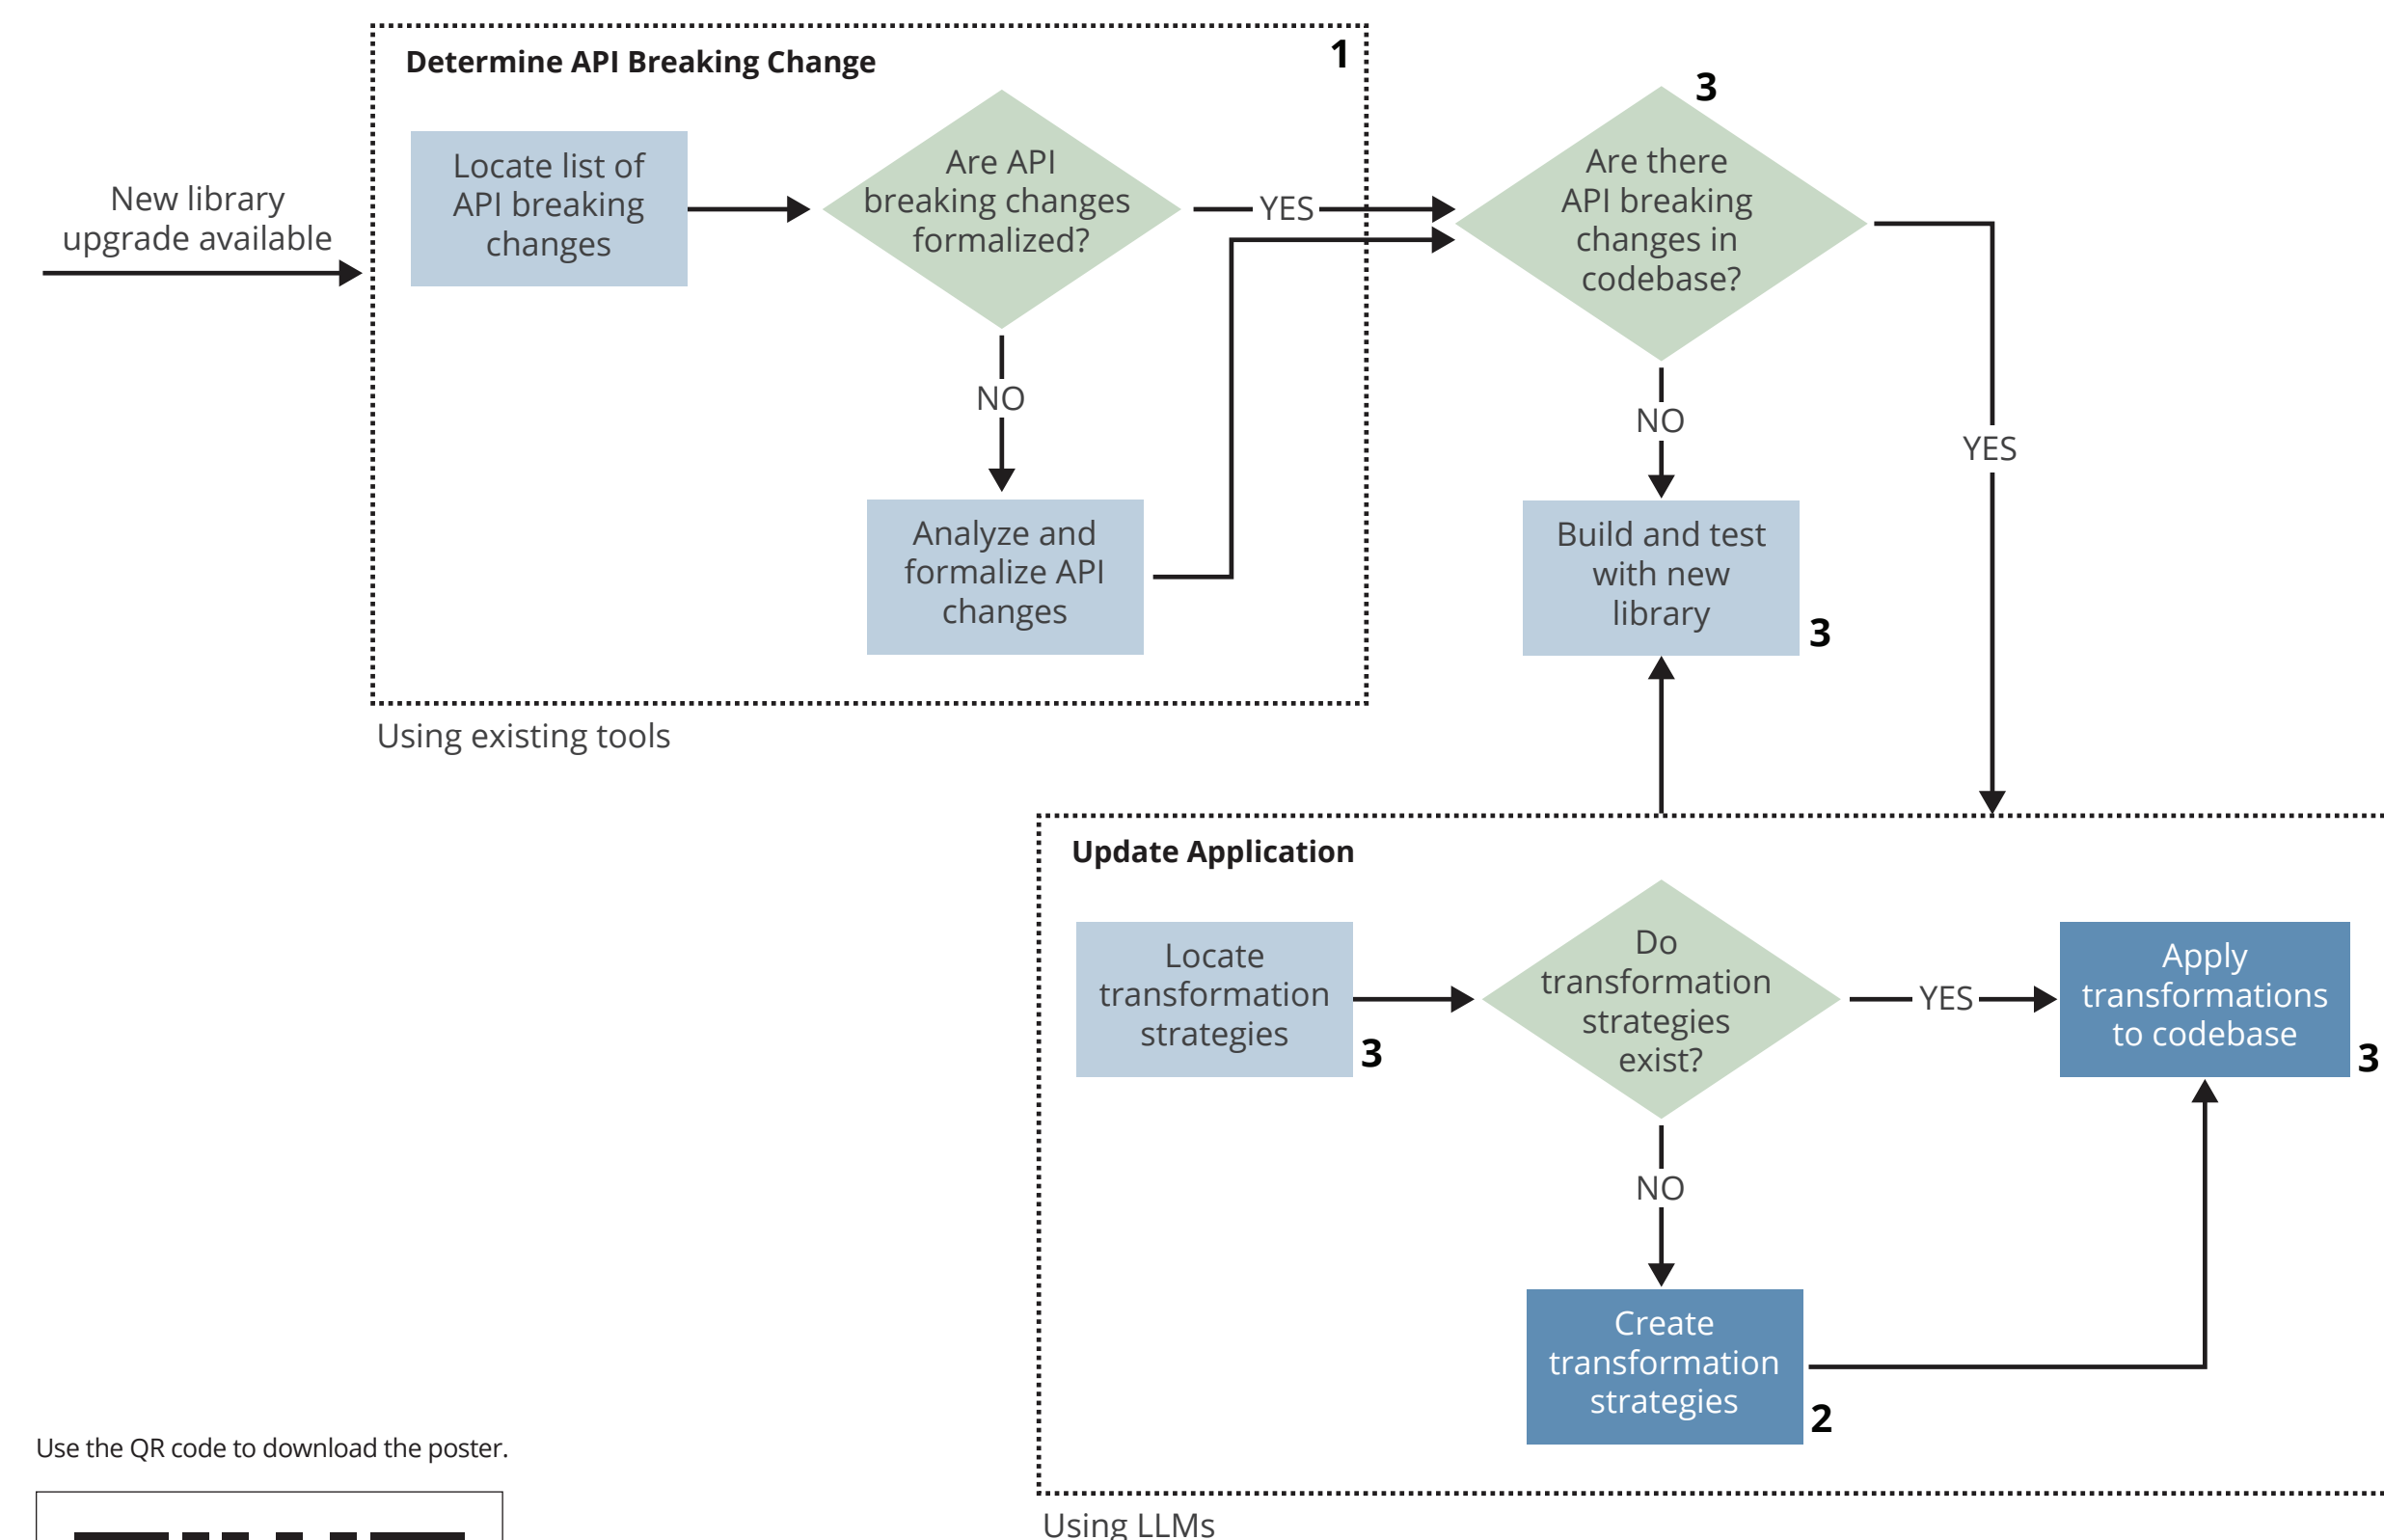 Determine API Breaking Change
1
New library
upgrade available
Locate list of
API breaking
changes
Are API
breaking changes
formalized?
YES
NO
Analyze and
formalize API
changes
Using existing tools
3
Are there
API breaking
changes in
codebase?
NO
YES
Build and test
with new
library
3
Update Application
Locate
transformation
strategies
3
Do
transformation
strategies
exist?
YES
Apply
transformations
to codebase
3
NO
Create
transformation
strategies
2
Using LLMs
Use the QR code to download the poster.